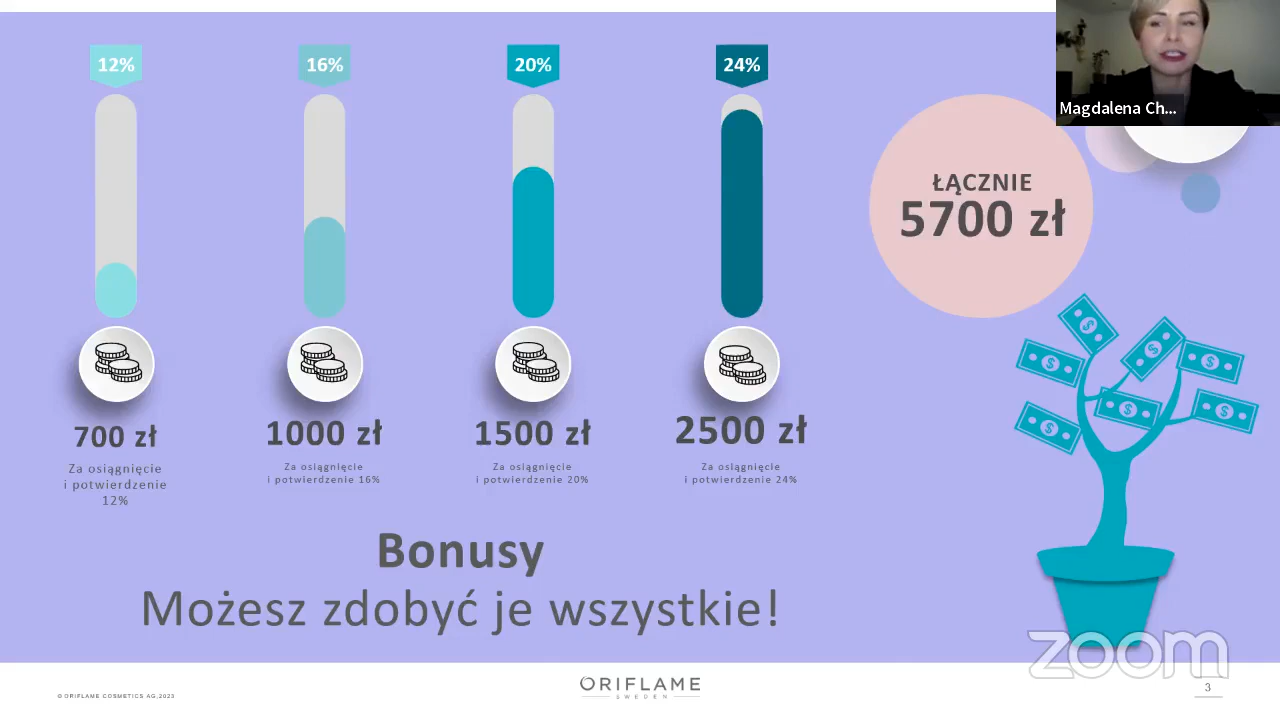 12%
16%
20%
24%
Magdalena Ch...
ŁĄCZNIE
5700 zł
700 zł
1000 zł
1500 zł
2500 zł
Za osiągnięcie
i potwierdzenie
12%
Za osiągnięcie
i potwierdzenie 16%
Za osiągnięcie
i potwierdzenie 20%
Za osiągnięcie
i potwierdzenie 24%
Bonusy
Możesz zdobyć je wszystkie!
zoom
© ORIFLAME COSMETICS AG,2023
ORIFLAME
SWEDEN
3